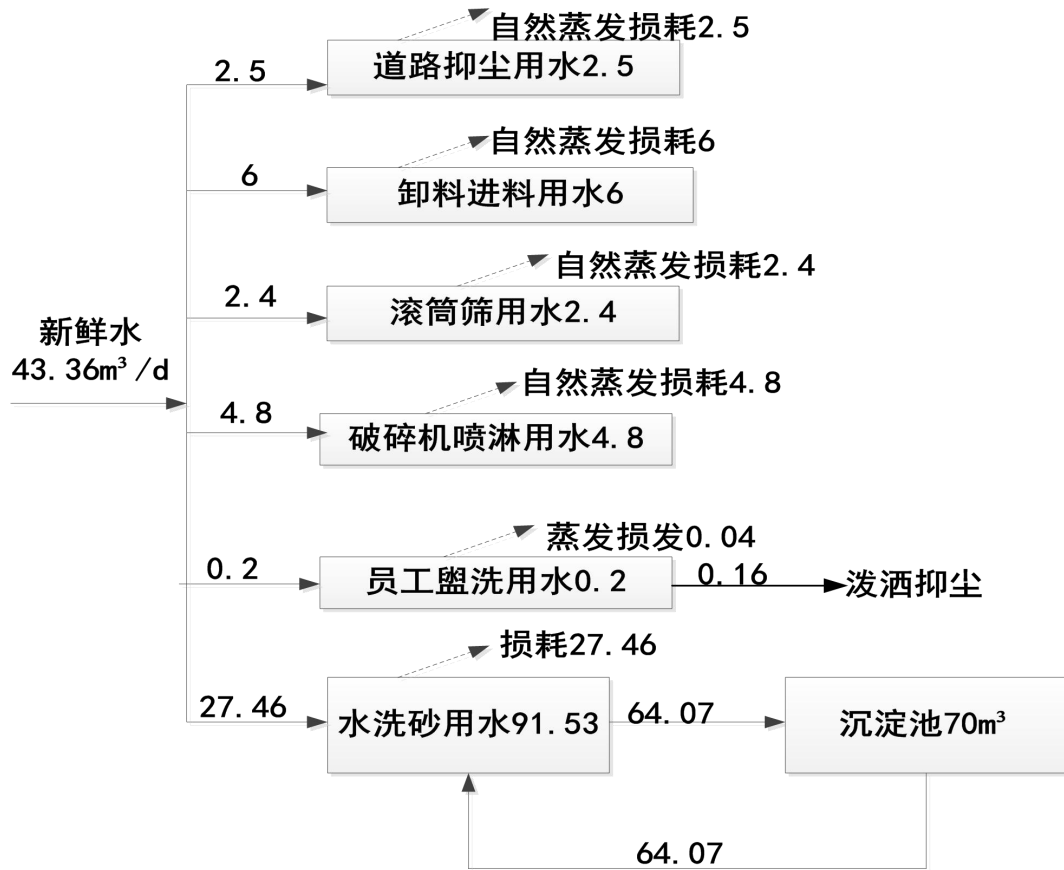 自然蒸发损耗2.5
2.5
道路抑尘用水2.5
自然蒸发损耗6
6
卸料进料用水6
自然蒸发损耗2.4
2.4
滚筒筛用水2.4
新鲜水
43.36m³/d
自然蒸发损耗4.8
4.8
破碎机喷淋用水4.8
蒸发损发0.04
0.2
员工盥洗用水0.2
0.16
泼洒抑尘
损耗27.46
27.46
水洗砂用水91.53
64.07
沉淀池70m³
64.07